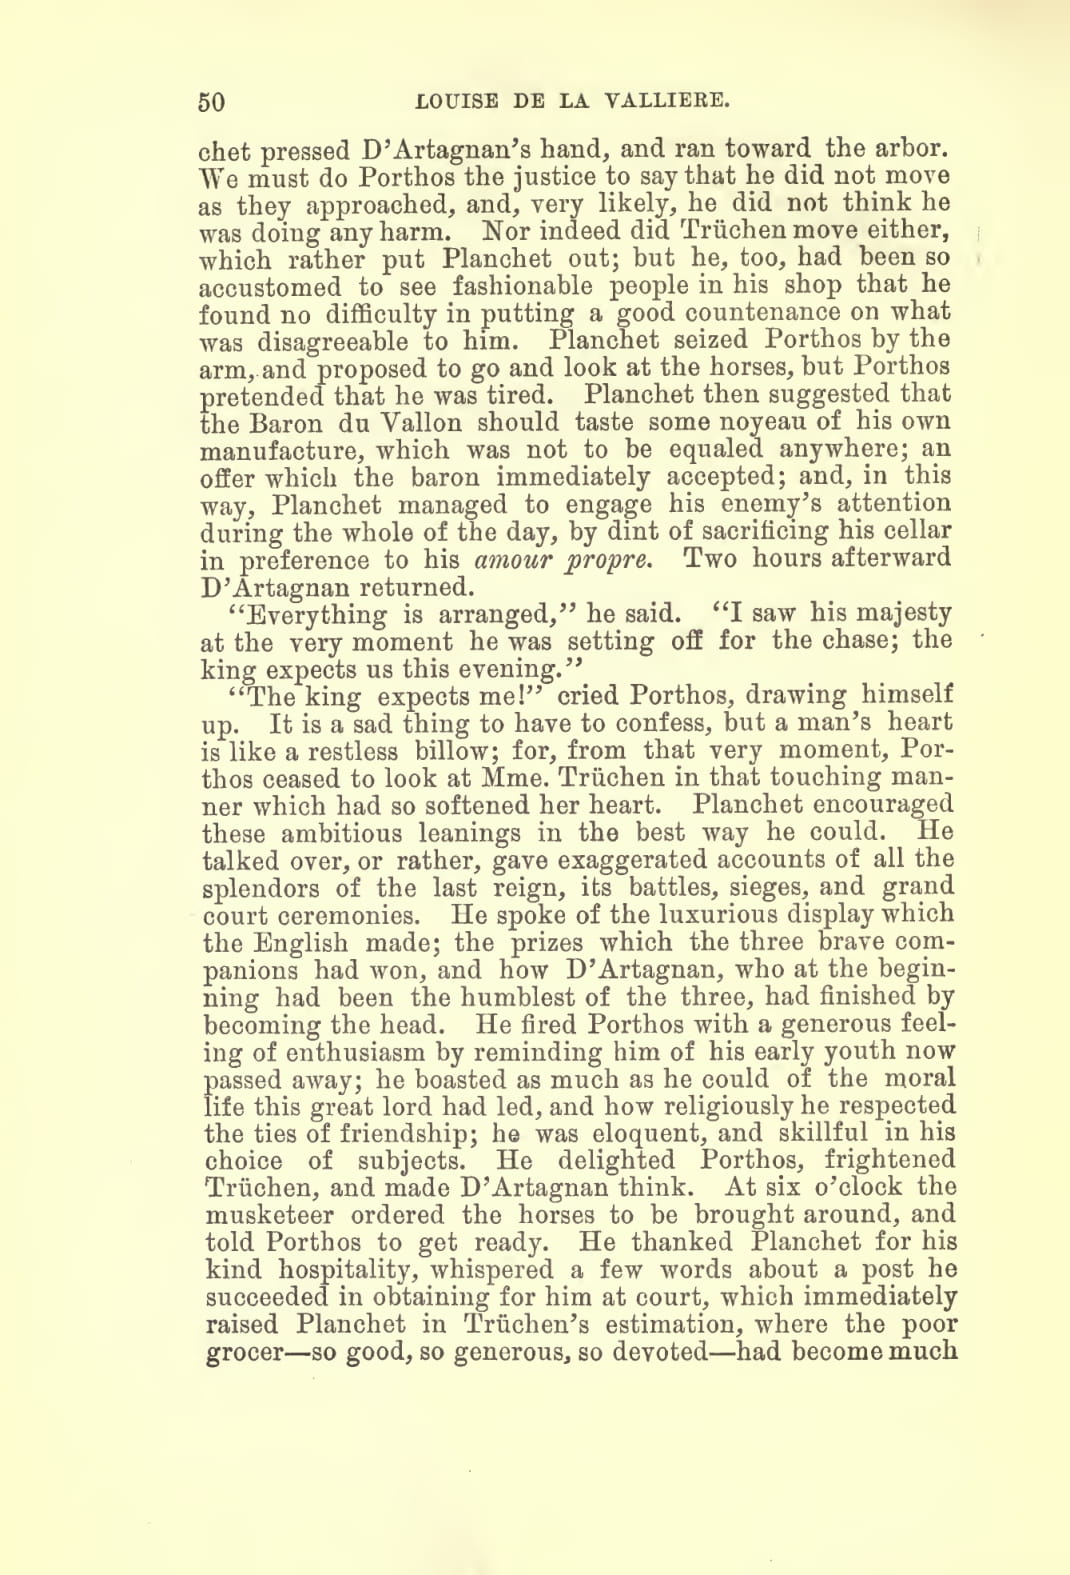 50 LOUISE DE LA VALLIERE.
chet pressed D'Artagnan's hand, and ran toward the arbor.
We must do Porthos the justice to say that he did not move
as they approached, and, very likely, he did not think he
was doing any harm. Nor indeed did Trüchen move either,
which rather put Planchet out; but he, too, had been so
accustomed to see fashionable people in his shop that he
found no difficulty in putting a good countenance on what
was disagreeable to him. Planchet seized Porthos by the
arm, and proposed to go and look at the horses, but Porthos
pretended that he was tired. Planchet then suggested that
the Baron du Vallon should taste some noyeau of his own
manufacture, which was not to be equaled anywhere; an
offer which the baron immediately accepted; and, in this
way, Planchet managed to engage his enemy's attention
during the whole of the day, by dint of sacrificing his cellar
in preference to his amour propre. Two hours afterward
D'Artagnan returned.
"Everything is arranged," he said. "I saw his majesty
at the very moment he was setting off for the chase; the
king expects us this evening."
"The king expects me!" cried Porthos, drawing himself
up. It is a sad thing to have to confess, but a man's heart
is like a restless billow; for, from that very moment, Por-
thos ceased to look at Mme. Trüchen in that touching man-
ner which had so softened her heart. Planchet encouraged
these ambitious leanings in the best way he could. He
talked over, or rather, gave exaggerated accounts of all the
splendors of the last reign, its battles, sieges, and grand
court ceremonies. He spoke of the luxurious display which
the English made; the prizes which the three brave com-
panions had won, and how D'Artagnan, who at the begin-
ning had been the humblest of the three, had finished by
becoming the head. He fired Porthos with a generous feel-
ing of enthusiasm by reminding him of his early youth now
passed away; he boasted as much as he could of the moral
life this great lord had led, and how religiously he respected
the ties of friendship; he was eloquent, and skillful in his
choice of subjects. He delighted Porthos, frightened
Trüchen, and made D'Artagnan think. At six o'clock the
musketeer ordered the horses to be brought around, and
told Porthos to get ready. He thanked Planchet for his
kind hospitality, whispered a few words about a post he
succeeded in obtaining for him at court, which immediately
raised Planchet in Trüchen's estimation, where the poor
grocer—so good, so generous, so devoted—had become much